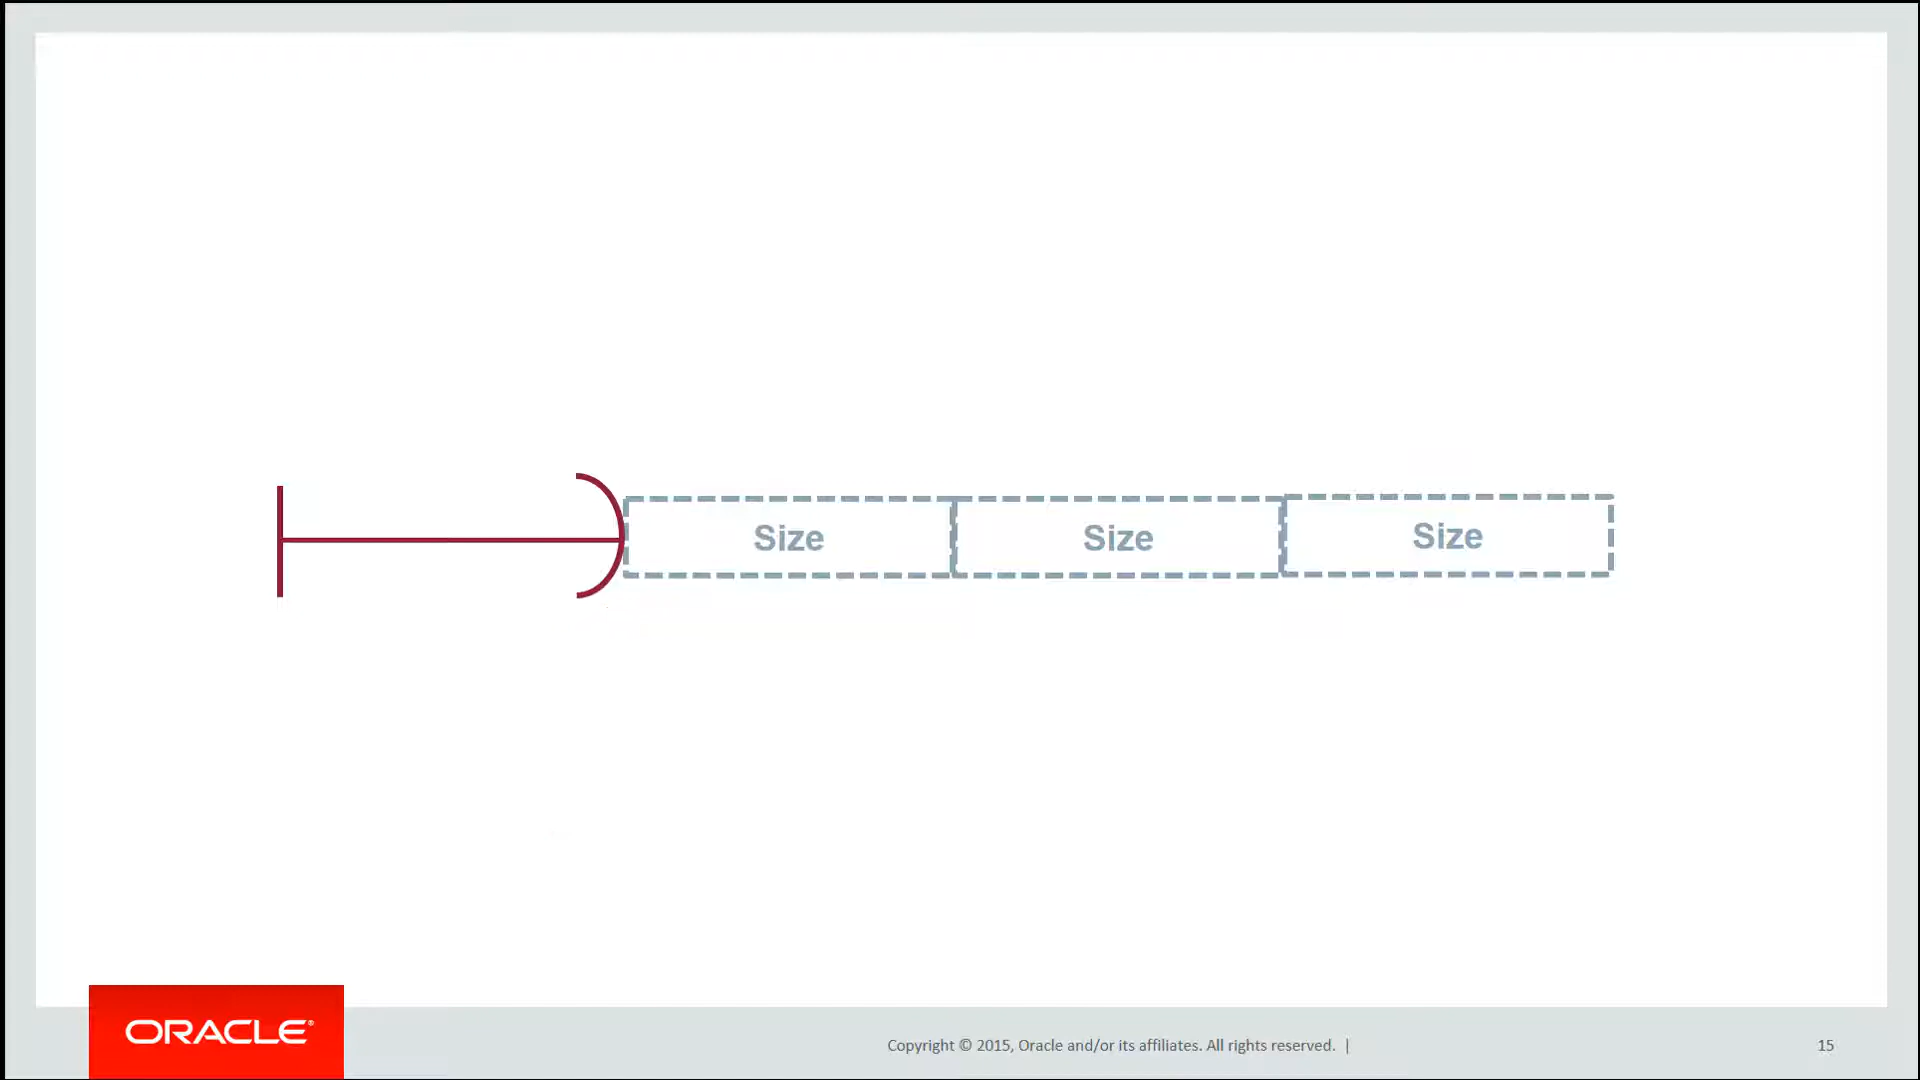 Size Size Size
ORACLE®
Copyright © 2015, Oracle and/or its affiliates. All rights reserved. |
15